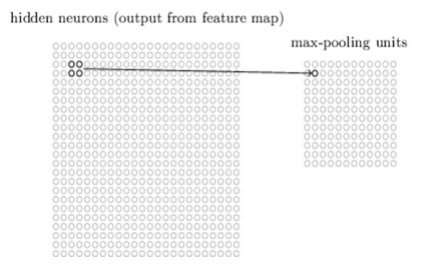 hidden neurons (output from feature map)
max-pooling units